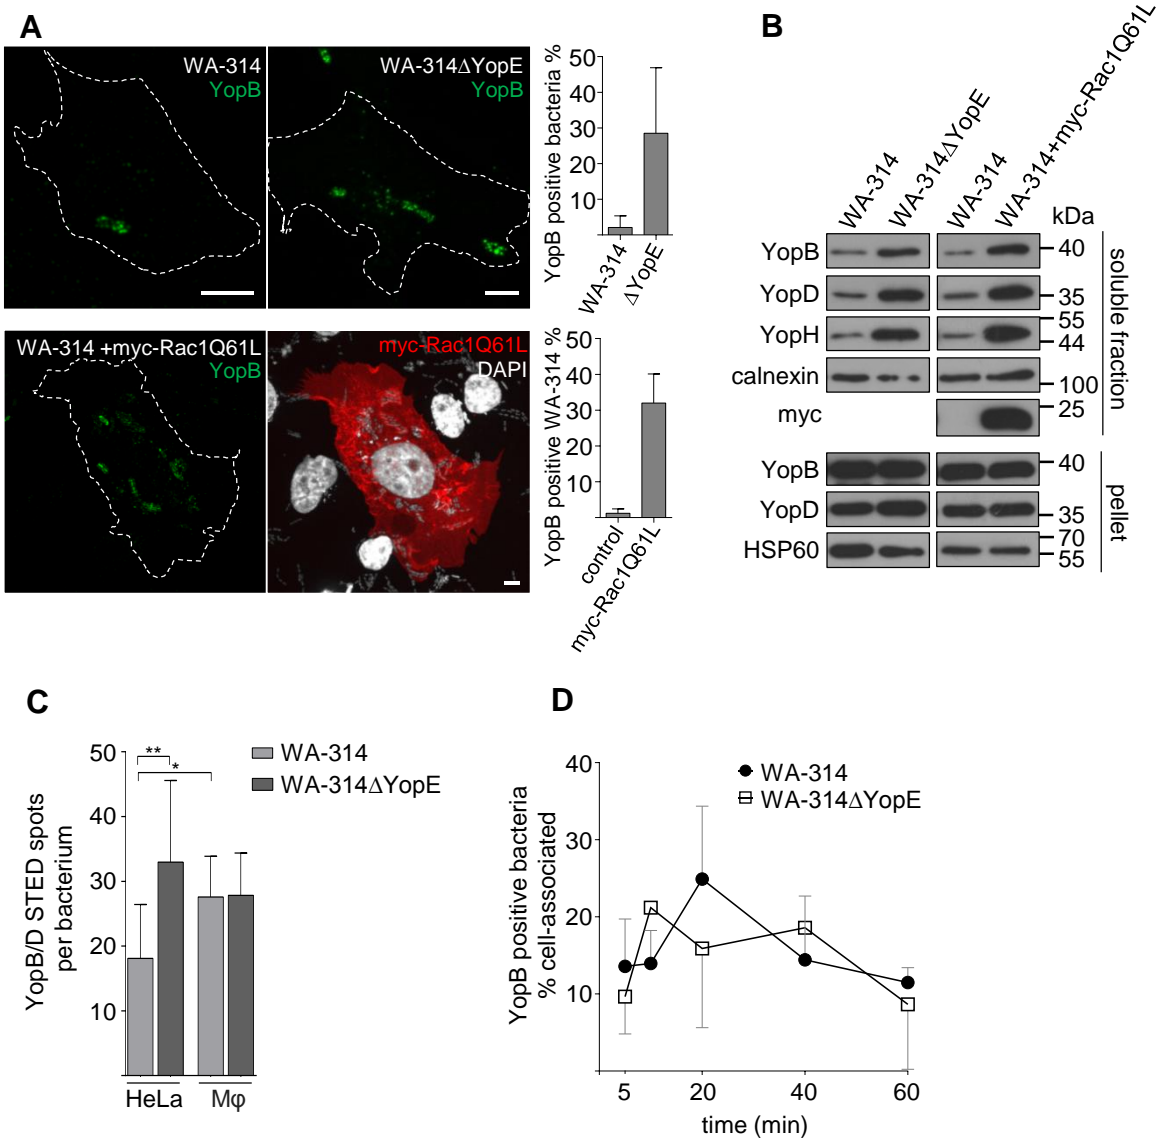 A
WA-314
YopB
WA-314ΔYopE
YopB
YopB positive bacteria %
50
40
30
20
10
WA-314
ΔYopE
WA-314 +myc-Rac1Q61L
YopB
myc-Rac1Q61L
DAPI
YopB positive WA-314 %
50
40
30
20
10
control
myc-Rac1Q61L
B
WA-314
WA-314ΔYopE
WA-314
WA-314+myc-Rac1Q61L
kDa
YopB
40
YopD
35
YopH
55
44
calnexin
100
myc
25
soluble fraction
YopB
40
YopD
35
HSP60
70
55
pellet
C
YopB/D STED spots
per bacterium
50
40
30
20
10
**
*
WA-314
WA-314ΔYopE
HeLa
Mφ
D
YopB positive bacteria
% cell-associated
40
30
20
10
WA-314
WA-314ΔYopE
5
20
40
60
time (min)